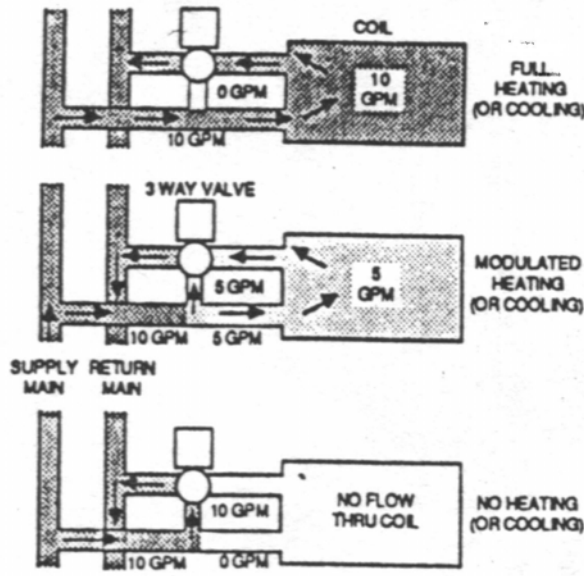 COIL
0 GPM
10
GPM
FULL
HEATING
(OR COOLING)
10 GPM
3 WAY VALVE
5 GPM
5
GPM
MODULATED
HEATING
(OR COOLING)
10 GPM
5 GPM
SUPPLY
MAIN
RETURN
MAIN
10 GPM
NO FLOW
THRU COIL
NO HEATING
(OR COOLING)
10 GPM
0 GPM